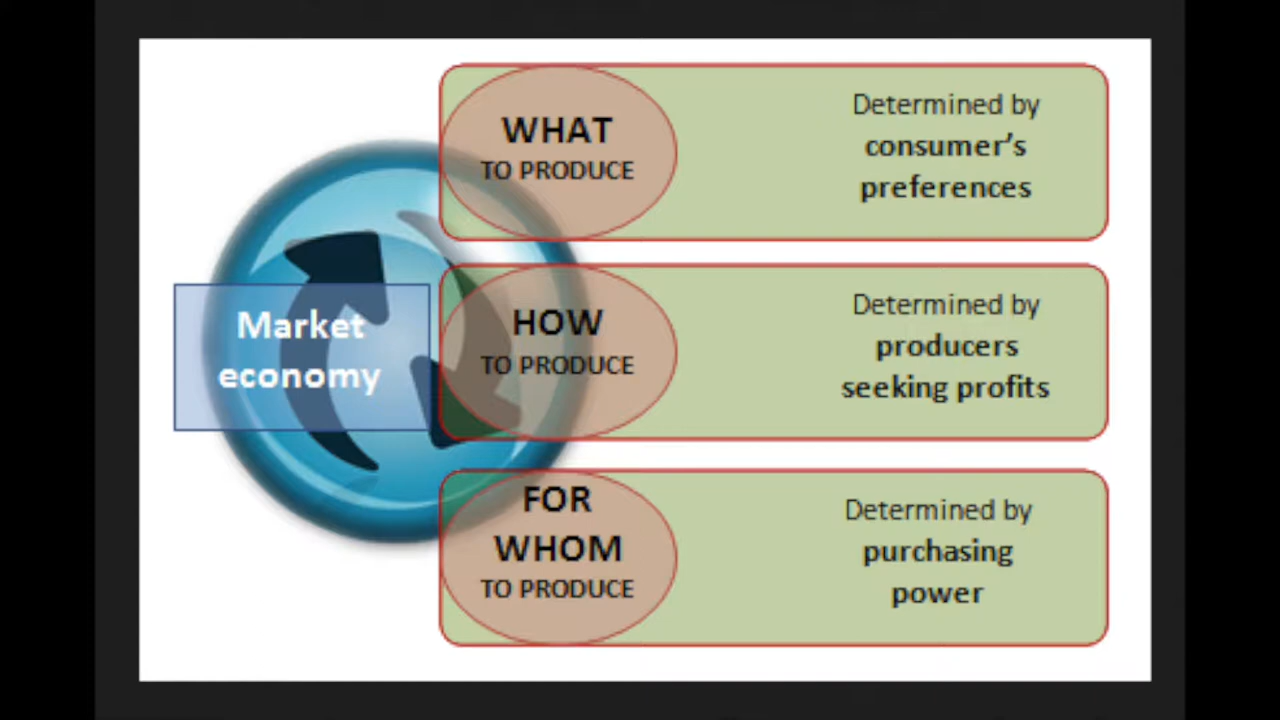 Market
economy
WHAT
TO PRODUCE
Determined by
consumer's
preferences
HOW
TO PRODUCE
Determined by
producers
seeking profits
FOR
WHOM
TO PRODUCE
Determined by
purchasing
power